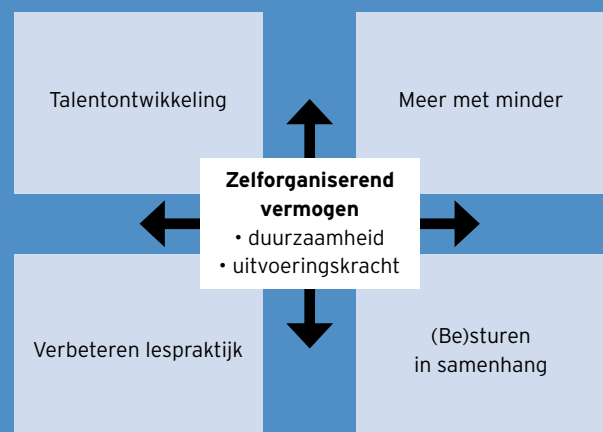 Talentontwikkeling
Meer met minder
Zelforganiserend
vermogen
• duurzaamheid
• uitvoeringskracht
Verbeteren lespraktijk
(Be)sturen
in samenhang